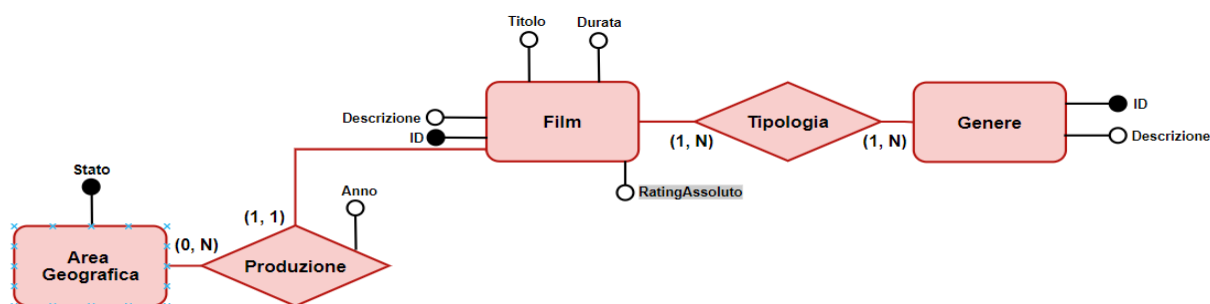 Titolo
Durata
Descrizione
ID
Film
(1, N)
Tipologia
(1, N)
Genere
ID
Descrizione
RatingAssoluto
Stato
Anno
(1, 1)
(0, N)
Area
Geografica
Produzione